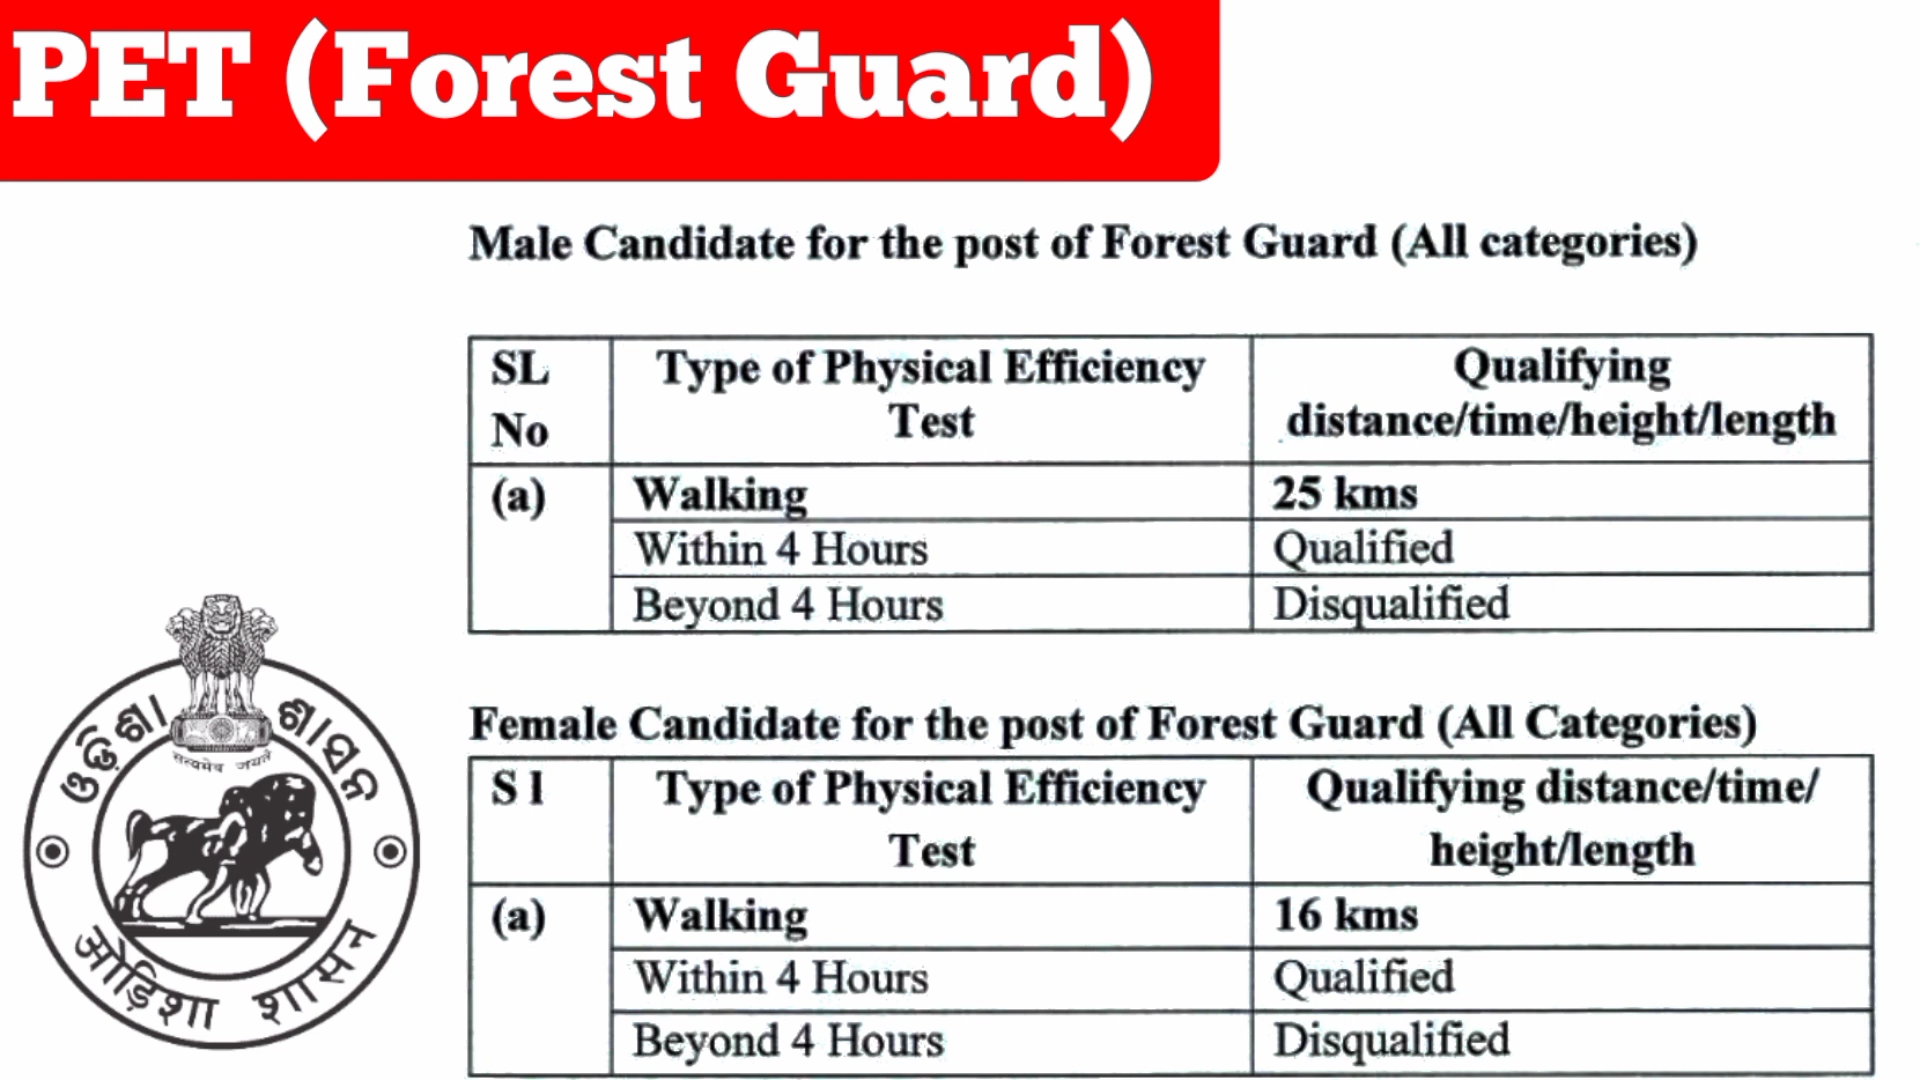 PET (Forest Guard)
Male Candidate for the post of Forest Guard (All categories)
SL No
Type of Physical Efficiency Test
Qualifying distance/time/height/length
(a) Walking 25 kms
Within 4 Hours Qualified
Beyond 4 Hours Disqualified
Female Candidate for the post of Forest Guard (All Categories)
S l
Type of Physical Efficiency Test
Qualifying distance/time/ height/length
(a) Walking 16 kms
Within 4 Hours Qualified
Beyond 4 Hours Disqualified
ଓଡ଼ିଶା ଶାସନ
सत्यमेव जयते
ओड़िशा शासन